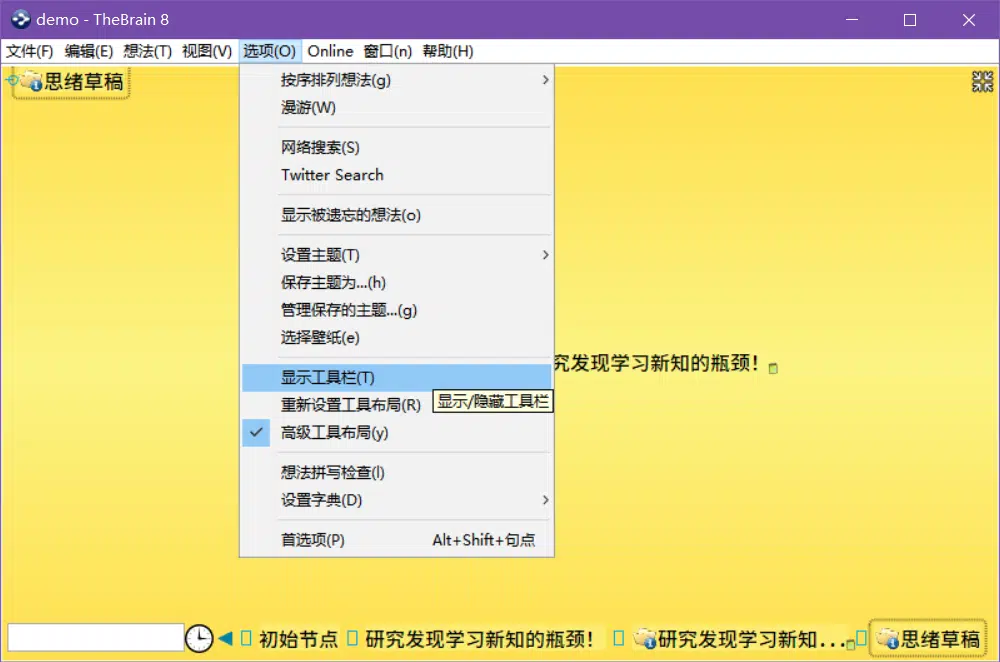 demo - TheBrain 8
文件(F) 编辑(E) 想法(T) 视图(V) 选项(O) Online 窗口(n) 帮助(H)
思绪草稿
按序排列想法(g)
漫游(W)
网络搜索(S)
Twitter Search
显示被遗忘的想法(o)
设置主题(T)
保存主题为...(h)
管理保存的主题...(g)
选择壁纸(e)
究发现学习新知的瓶颈!
显示工具栏(T)
重新设置工具布局(R)
显示/隐藏工具栏
高级工具布局(y)
想法拼写检查(l)
设置字典(D)
首选项(P) Alt+Shift+句点
初始节点 研究发现学习新知的瓶颈! 研究发现学习新知... 思绪草稿